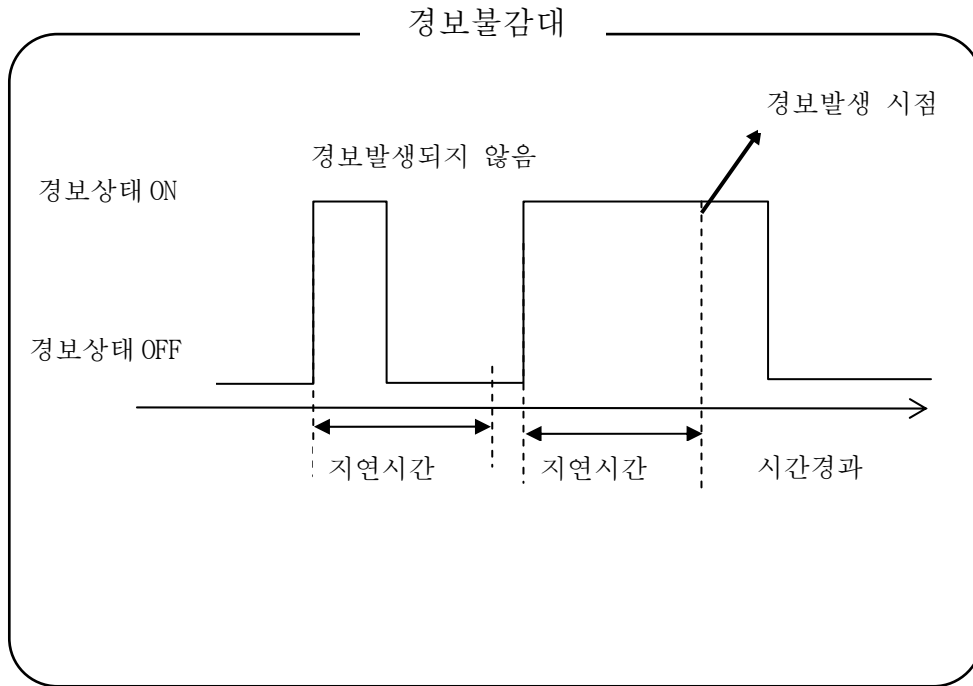 경보불감대
경보발생 시점
경보발생되지 않음
경보상태 ON
경보상태 OFF
지연시간
지연시간
시간경과